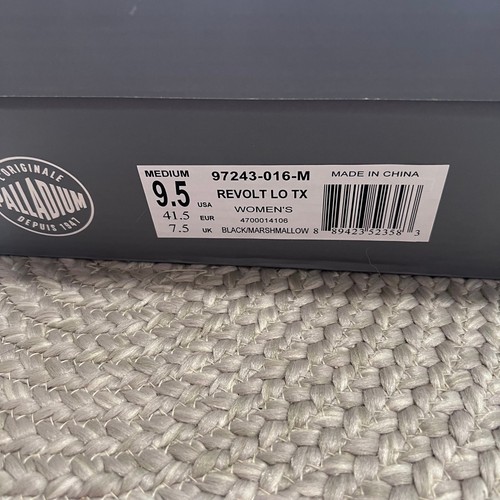 L'ORIGINALE
PALLADIUM
DEPUIS 1947
MEDIUM 97243-016-M MADE IN CHINA
9.5 USA REVOLT LO TX
41.5 EUR WOMEN'S
4700014106
7.5 UK BLACK/MARSHMALLOW 8 89423 52358 3